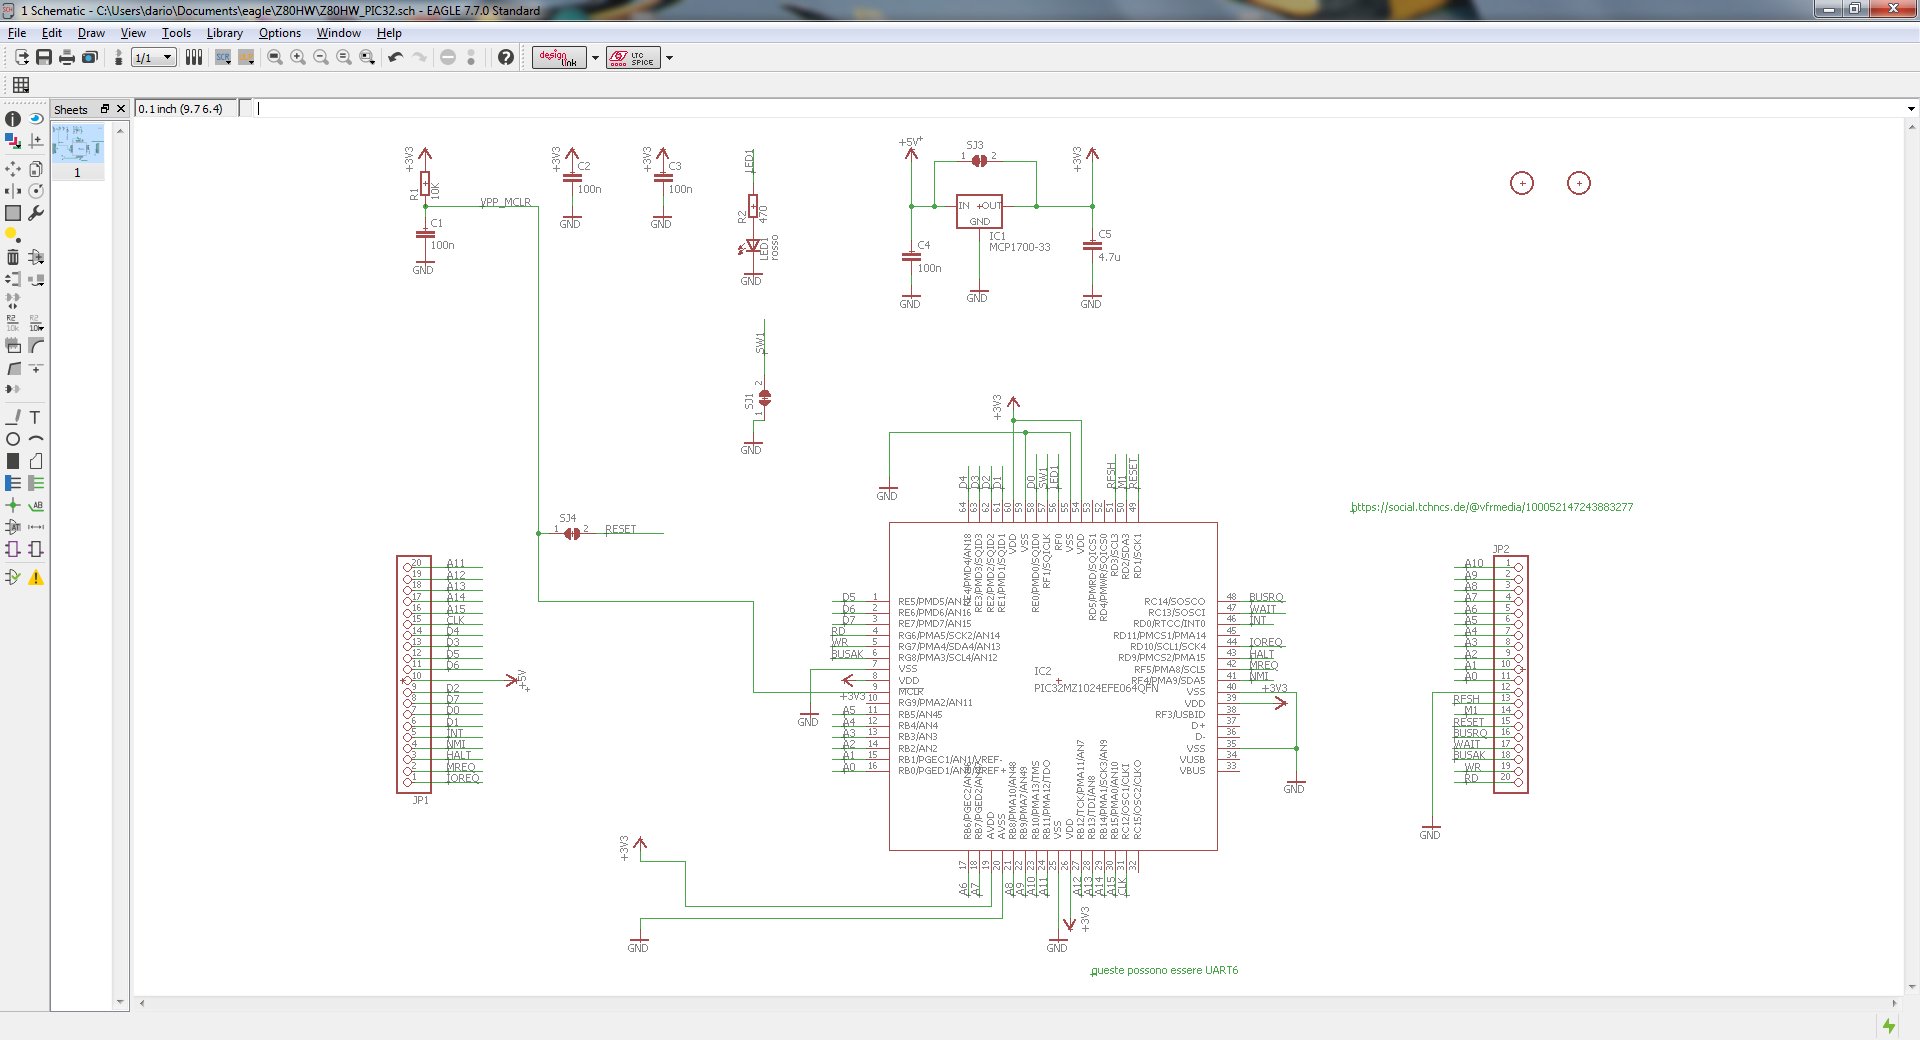 1 Schematic - C:\Users\dario\Documents\eagle\Z80HW\Z80HW_PIC32.sch - EAGLE 7.7.0 Standard
File Edit Draw View Tools Library Options Window Help
1/1
design link
LTC SPICE
Sheets
0.1 inch (9.7 6.4)
1
+3V3
R1
10K
VPP_MCLR
C1
100n
GND
+3V3
C2
100n
GND
+3V3
C3
100n
GND
LED1
R2
470
LED1
rosso
GND
+5V
SJ3
1 2
+3V3
IN OUT
GND
IC1
MCP1700-33
C4
100n
GND
GND
C5
4.7u
GND
SW1
SJ1
2
1
GND
SJ4
1 2
RESET
+3V3
GND
D4
D3
D2
D1
D0
SW1
LED1
RFSH
M1
RESET
64 63 62 61 60 59 58 57 56 55 54 53 52 51 50 49
RE4/PMD4/AN18
RE3/PMD3/SQID3
RE2/PMD2/SQID2
RE1/PMD1/SQID1
VDD
VSS
RE0/PMD0/SQID0
RF1/SQICLK
RF0
VSS
VDD
RD5/PMRD/SQICS1
RD4/PMWR/SQICS0
RD3/SCL3
RD2/SDA3
RD1/SCK1
https://social.tchncs.de/@vfrmedia/100052147243883277
20 A11
19 A12
18 A13
17 A14
16 A15
15 CLK
14 D4
13 D3
12 D5
11 D6
10 +5V
9 D2
8 D7
7 D0
6 D1
5 INT
4 NMI
3 HALT
2 MREQ
1 IOREQ
JP1
D5 1 RE5/PMD5/AN17
D6 2 RE6/PMD6/AN16
D7 3 RE7/PMD7/AN15
RD 4 RG6/PMA5/SCK2/AN14
WR 5 RG7/PMA4/SDA4/AN13
BUSAK 6 RG8/PMA3/SCL4/AN12
7 VSS
8 VDD
9 MCLR
+3V3 10 RG9/PMA2/AN11
A5 11 RB5/AN45
A4 12 RB4/AN4
A3 13 RB3/AN3
A2 14 RB2/AN2
A1 15 RB1/PGEC1/AN1/VREF-
A0 16 RB0/PGED1/AN0/VREF+
GND
IC2
PIC32MZ1024EFE064QFN
RC14/SOSCO 48 BUSRQ
RC13/SOSCI 47 WAIT
RD0/RTCC/INT0 46 INT
RD11/PMCS1/PMA14 45
RD10/SCL1/SCK4 44 IOREQ
RD9/PMCS2/PMA15 43 HALT
RF5/PMA8/SCL5 42 MREQ
RF4/PMA9/SDA5 41 NMI
VSS 40 +3V3
VDD 39
RF3/USBID 38
D+ 37
D- 36
VSS 35
VUSB 34
VBUS 33
GND
JP2
A10 1
A9 2
A8 3
A7 4
A6 5
A5 6
A4 7
A3 8
A2 9
A1 10
A0 11
12
RFSH 13
M1 14
RESET 15
BUSRQ 16
WAIT 17
BUSAK 18
WR 19
RD 20
GND
RB7/PGED2/AN47
AVDD
AVSS
RB8/PMA10/AN48
RB9/PMA7/AN49
RB10/PMA13/TMS
RB11/PMA12/TDO
VSS
VDD
RB12/TCK/PMA11/AN7
RB13/TDI/AN8
RB14/PMA1/SCK3/AN9
RB15/PMA0/AN10
RC12/OSC1/CLKI
RC15/OSC2/CLKO
17 18 19 20 21 22 23 24 25 26 27 28 29 30 31 32
A6
A7
A8
A9
A10
A11
A12
A13
A14
A15
CLK
+3V3
GND
GND
+3V3
queste possono essere UART6